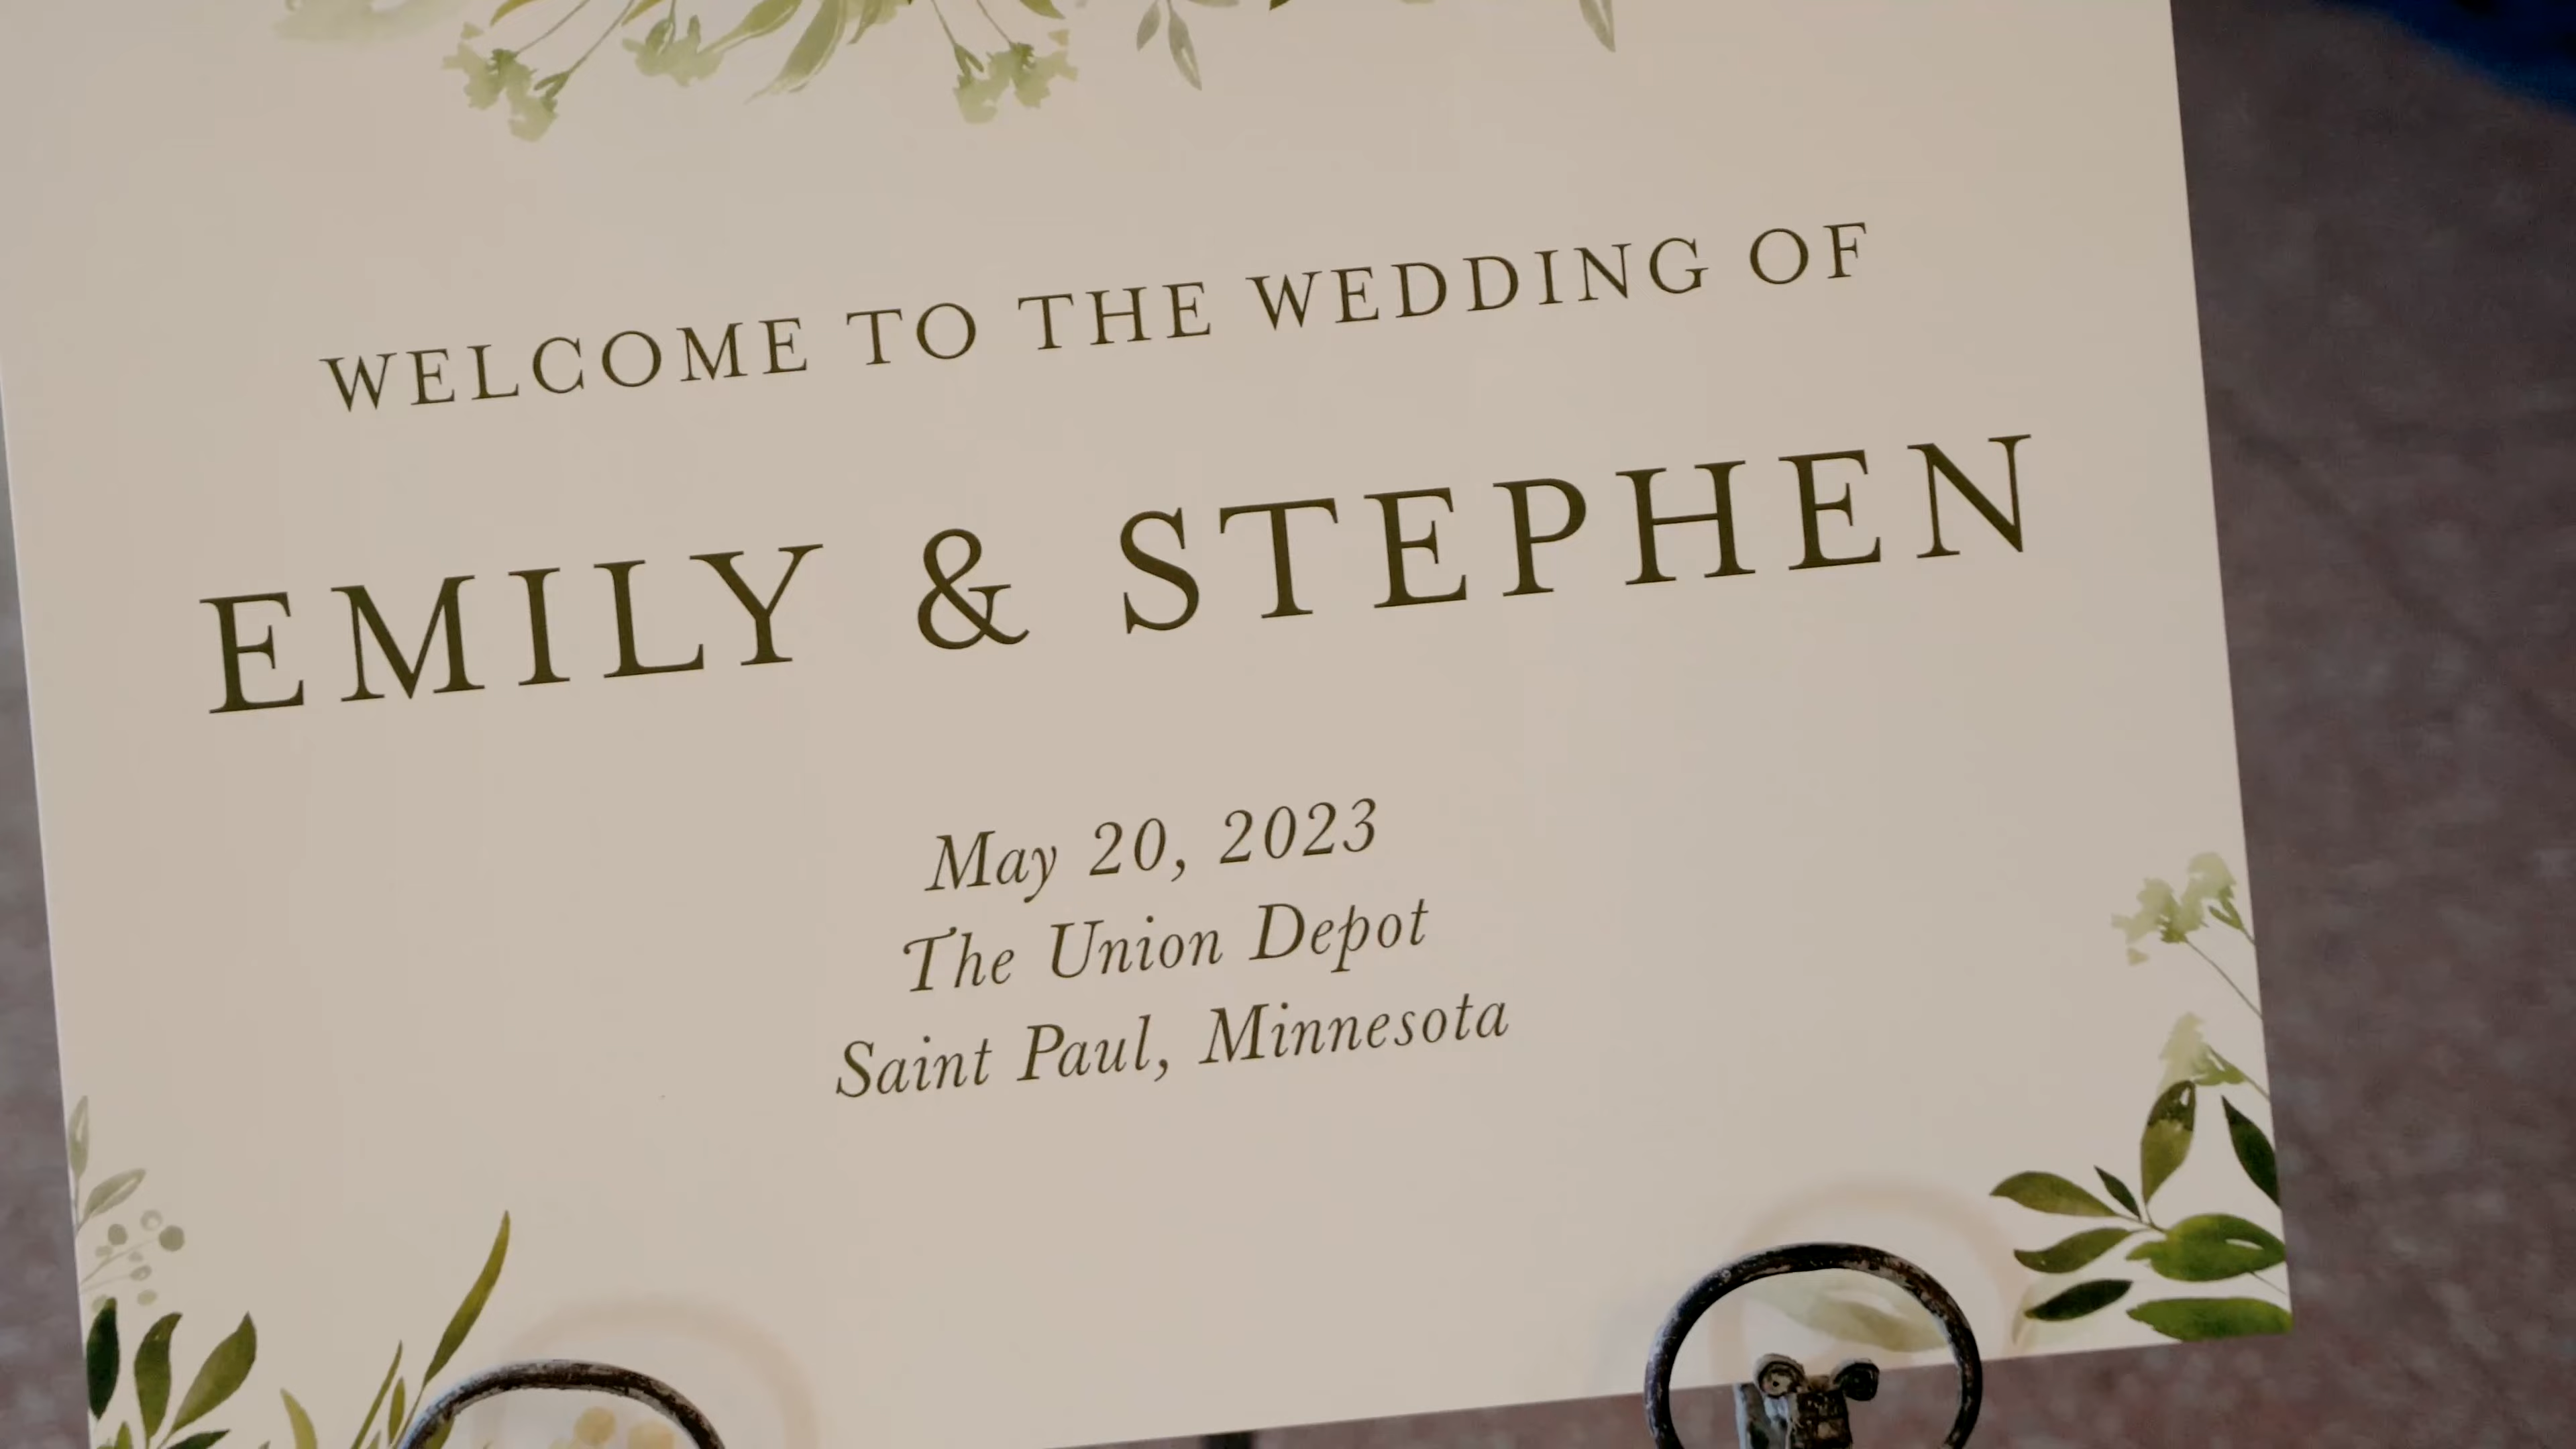 WELCOME TO THE WEDDING OF
EMILY & STEPHEN
May 20, 2023
The Union Depot
Saint Paul, Minnesota